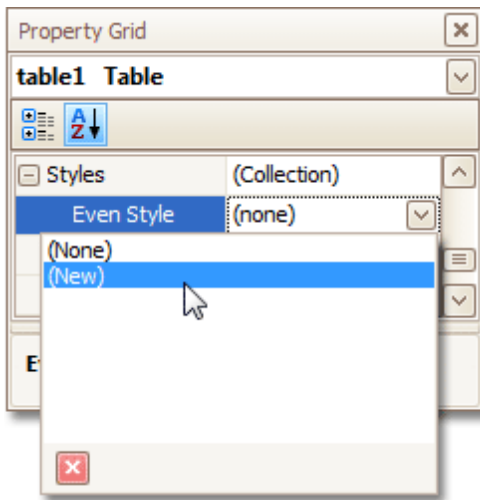 Property Grid
table1 Table
A
Z
Styles (Collection)
Even Style (none)
(None)
(New)